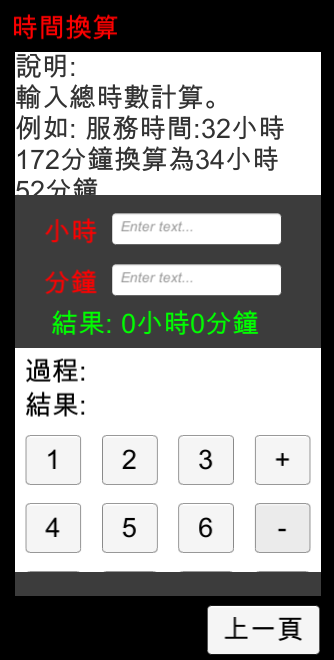 時間換算
說明:
輸入總時數計算。
例如: 服務時間:32小時
172分鐘換算為34小時
52分鐘
小時 Enter text...
分鐘 Enter text...
結果: 0小時0分鐘
過程:
結果:
1 2 3 +
4 5 6 -
上一頁